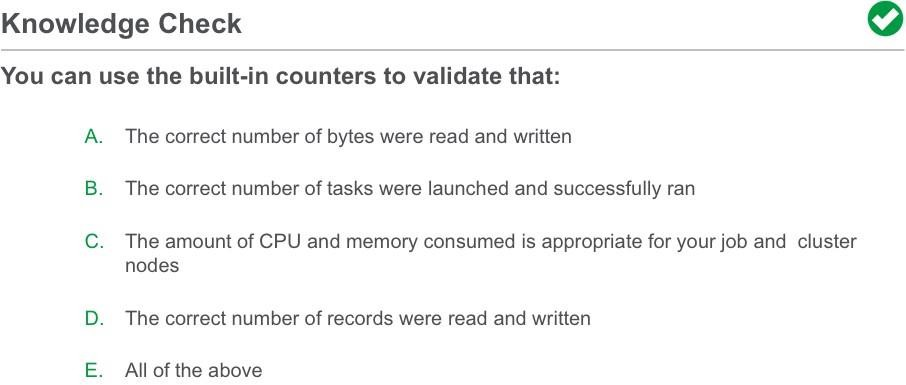 Knowledge Check
You can use the built-in counters to validate that:
A. The correct number of bytes were read and written
B. The correct number of tasks were launched and successfully ran
C. The amount of CPU and memory consumed is appropriate for your job and cluster
nodes
D. The correct number of records were read and written
E. All of the above